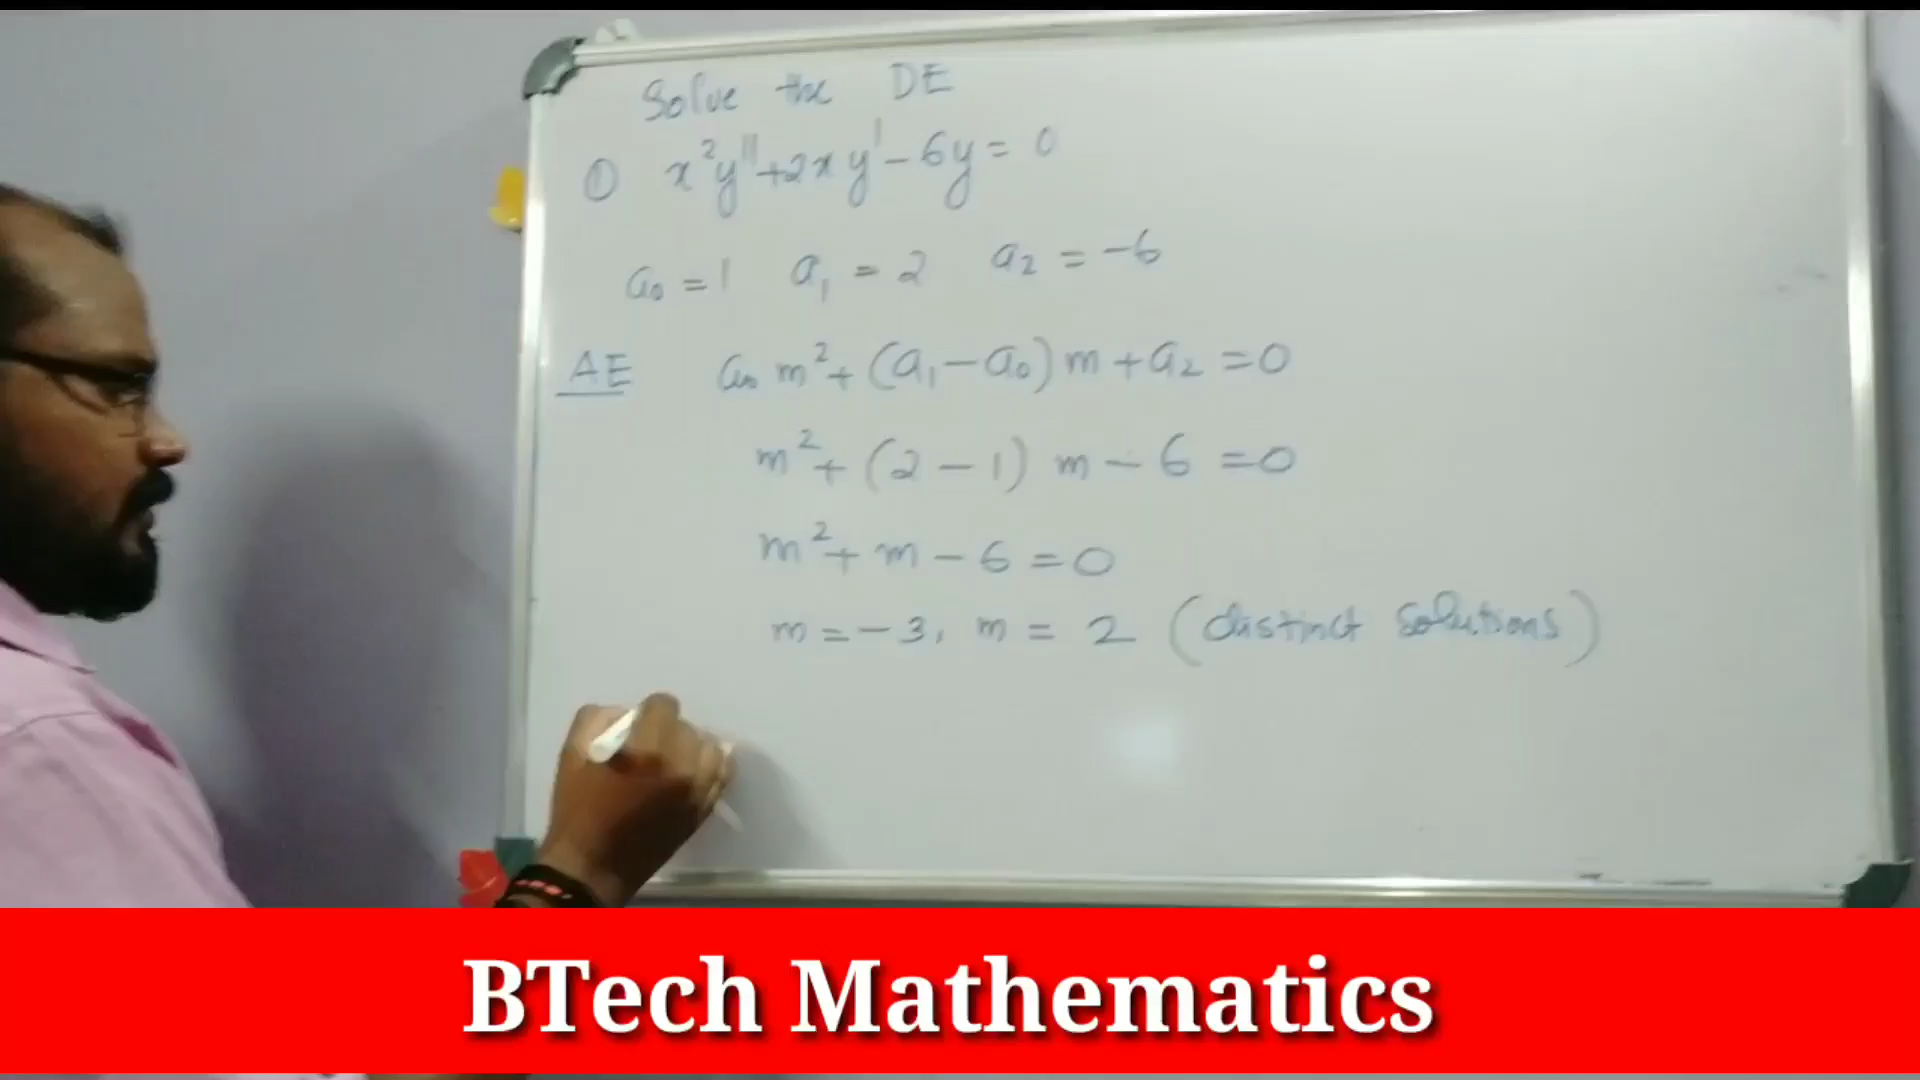 Solve the DE
① x²y''+2xy'-6y=0
a₀=1 a₁=2 a₂=-6
AE a₀m²+(a₁-a₀)m+a₂=0
m²+(2-1)m-6=0
m²+m-6=0
m=-3, m=2 (distinct solutions)
BTech Mathematics